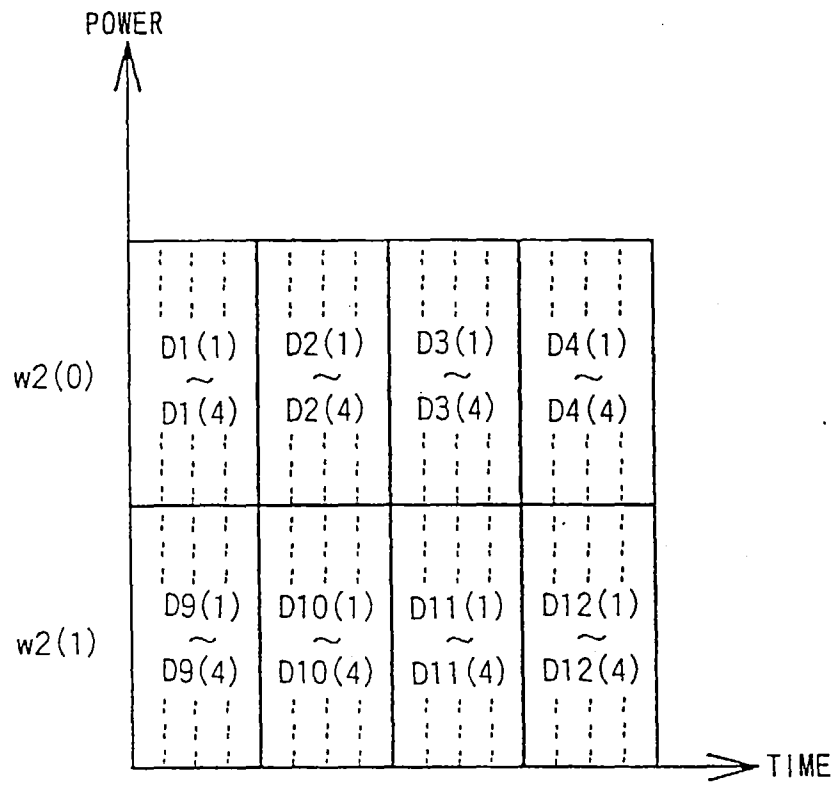 POWER
w2(0)
D1(1)
~
D1(4)
D2(1)
~
D2(4)
D3(1)
~
D3(4)
D4(1)
~
D4(4)
w2(1)
D9(1)
~
D9(4)
D10(1)
~
D10(4)
D11(1)
~
D11(4)
D12(1)
~
D12(4)
TIME